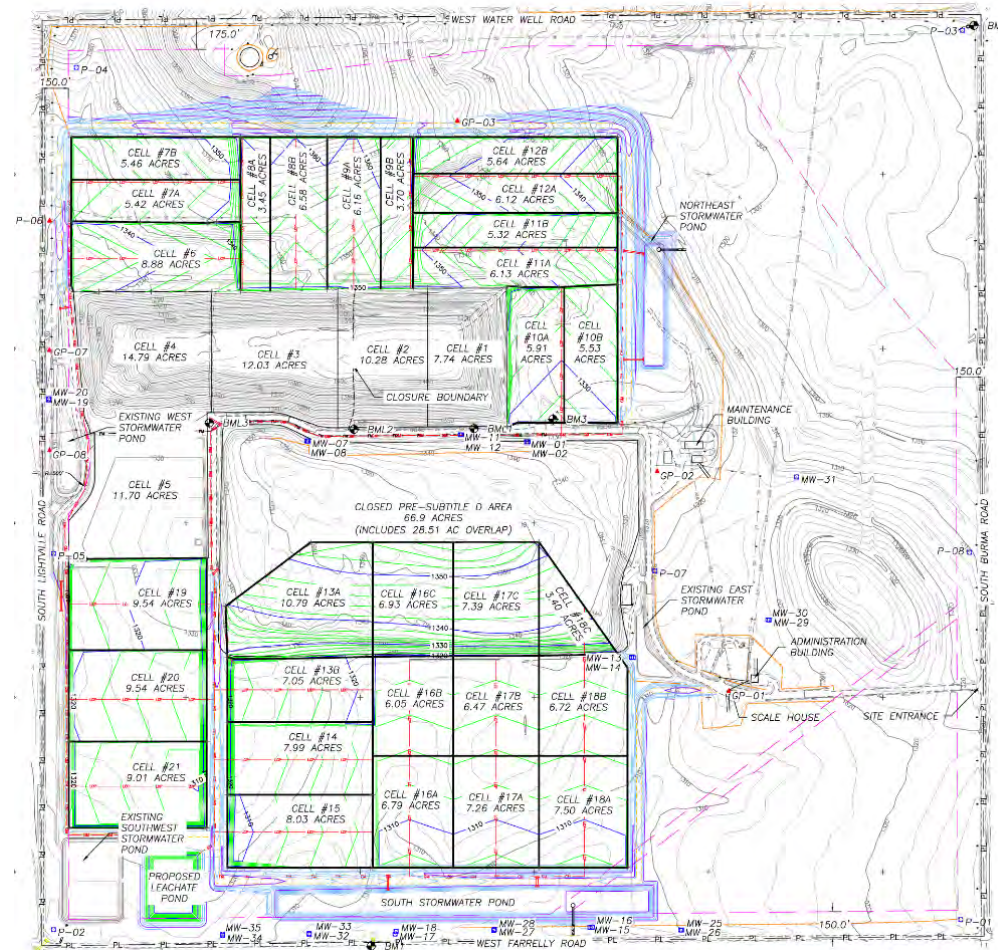 WEST WATER WELL ROAD
175.0'
P-03
BM
P-04
150.0'
GP-03
CELL #7B
5.46 ACRES
CELL #7A
5.42 ACRES
CELL #6
8.88 ACRES
CELL #8A
3.45 ACRES
CELL #8B
6.58 ACRES
CELL #9A
6.16 ACRES
CELL #9B
3.70 ACRES
CELL #12B
5.64 ACRES
CELL #12A
6.12 ACRES
CELL #11B
5.32 ACRES
CELL #11A
6.13 ACRES
NORTHEAST
STORMWATER
POND
P-06
CELL #4
14.79 ACRES
CELL #3
12.03 ACRES
CELL #2
10.28 ACRES
CELL #1
7.74 ACRES
CELL
#10A
5.91
ACRES
CELL
#10B
5.53
ACRES
GP-07
150.0'
MW-20
MW-19
CLOSURE BOUNDARY
EXISTING WEST
STORMWATER
POND
BML3
BML2
BML1
BM3
MW-07
MW-08
MW-11
MW-12
MW-01
MW-02
MAINTENANCE
BUILDING
GP-08
GP-02
MW-31
CELL #5
11.70 ACRES
CLOSED PRE-SUBTITLE D AREA
66.9 ACRES
(INCLUDES 28.51 AC OVERLAP)
SOUTH LIGHTVILLE ROAD
SOUTH BURMA ROAD
P-05
P-08
P-07
CELL #19
9.54 ACRES
CELL #13A
10.79 ACRES
CELL #16C
6.93 ACRES
CELL #17C
7.39 ACRES
CELL #18C
3.40 ACRES
EXISTING EAST
STORMWATER
POND
MW-30
MW-29
ADMINISTRATION
BUILDING
MW-13
MW-14
CELL #20
9.54 ACRES
CELL #13B
7.05 ACRES
CELL #16B
6.05 ACRES
CELL #17B
6.47 ACRES
CELL #18B
6.72 ACRES
GP-01
SCALE HOUSE
SITE ENTRANCE
CELL #14
7.99 ACRES
CELL #21
9.01 ACRES
CELL #15
8.03 ACRES
CELL #16A
6.79 ACRES
CELL #17A
7.26 ACRES
CELL #18A
7.50 ACRES
EXISTING
SOUTHWEST
STORMWATER
POND
PROPOSED
LEACHATE
POND
SOUTH STORMWATER POND
P-02
MW-35
MW-34
MW-33
MW-32
MW-18
MW-17
MW-28
MW-27
MW-16
MW-15
MW-25
MW-26
150.0'
P-01
BM1
WEST FARRELLY ROAD